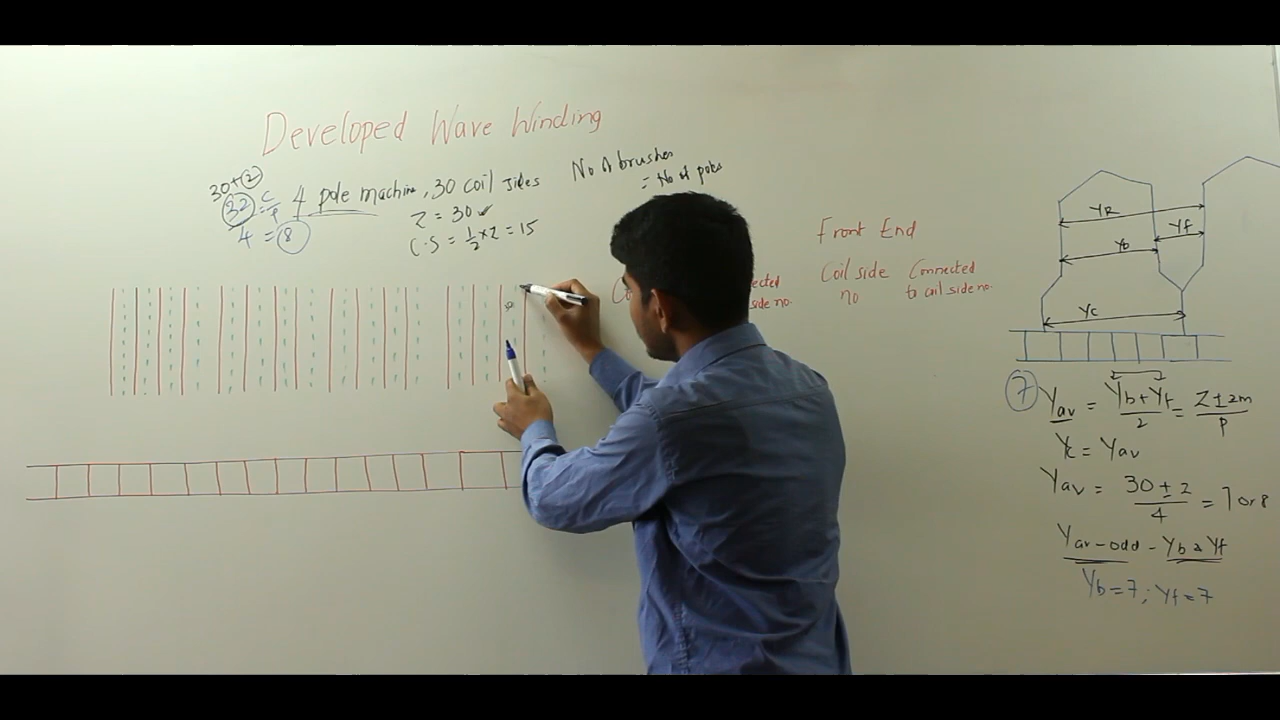 Developed Wave Winding
30+2
32 = C/P
4 = 8
4 pole machine, 30 coil sides
Z = 30 ✓
C.S = 1/2 × Z = 15
No of brushes
= No of poles
Front End
Coil side no
Connected to coil side no.
side no.
YR
Yf
Yb
Yc
7
Yav = Yb + Yf / 2 = Z ± 2m / P
Yc = Yav
Yav = 30 ± 2 / 4 = 7 or 8
Yav - odd - Yb & Yf
Yb = 7 ; Yf = 7